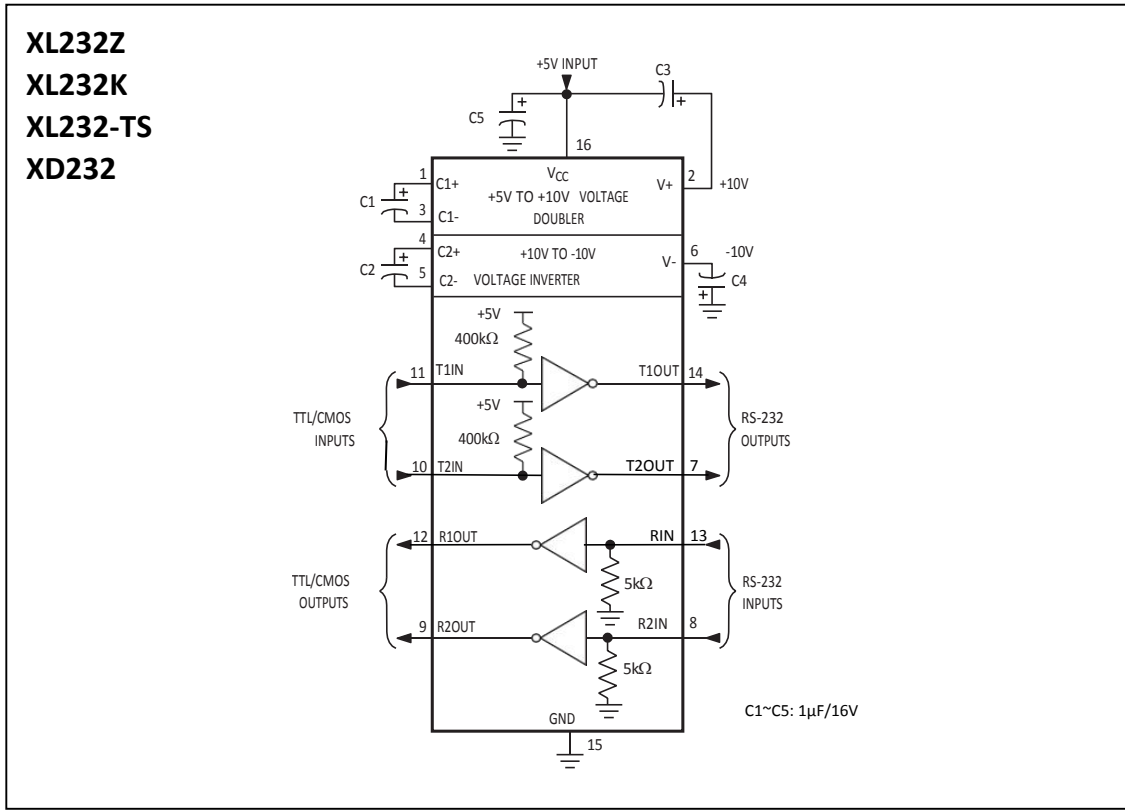 XL232Z
XL232K
XL232-TS
XD232
+5V INPUT
C3
+
C5
+
16
1
C1+
VCC
V+
2
+10V
C1
+
+5V TO +10V VOLTAGE
DOUBLER
3
C1-
4
C2+
+10V TO -10V
6
-10V
C2
+
V-
C4
5
C2-
VOLTAGE INVERTER
+
+5V
400kΩ
11
T1IN
T1OUT
14
+5V
TTL/CMOS
INPUTS
400kΩ
RS-232
OUTPUTS
10
T2IN
T2OUT
7
12
R1OUT
RIN
13
TTL/CMOS
OUTPUTS
5kΩ
RS-232
INPUTS
9
R2OUT
R2IN
8
5kΩ
C1~C5: 1μF/16V
GND
15